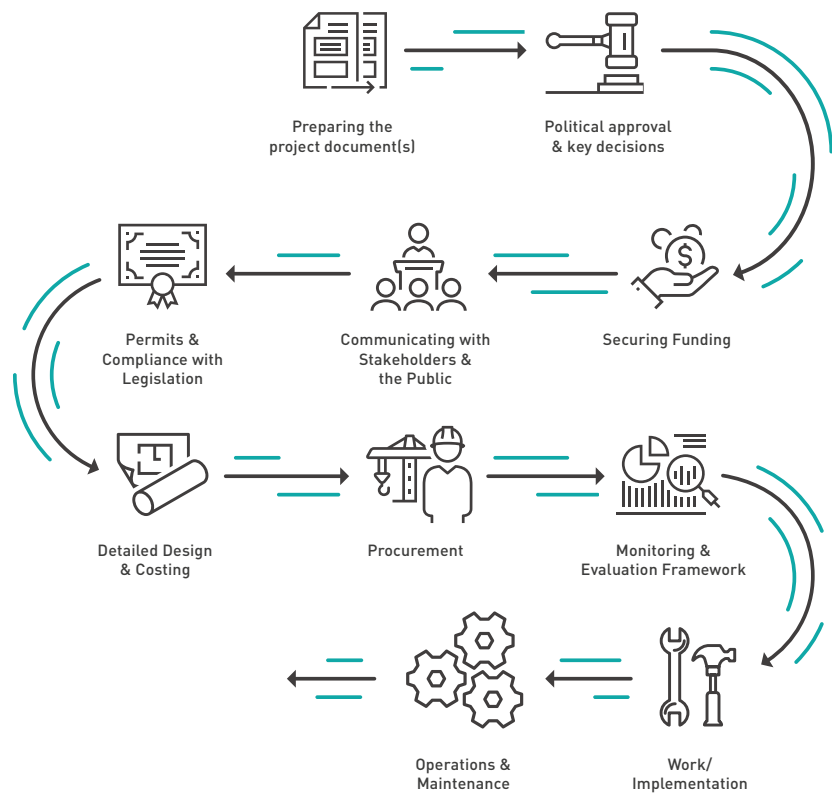 Preparing the
project document(s)
Political approval
& key decisions
$
Securing Funding
Communicating with
Stakeholders &
the Public
Permits &
Compliance with
Legislation
Detailed Design
& Costing
Procurement
Monitoring &
Evaluation Framework
Work/
Implementation
Operations &
Maintenance